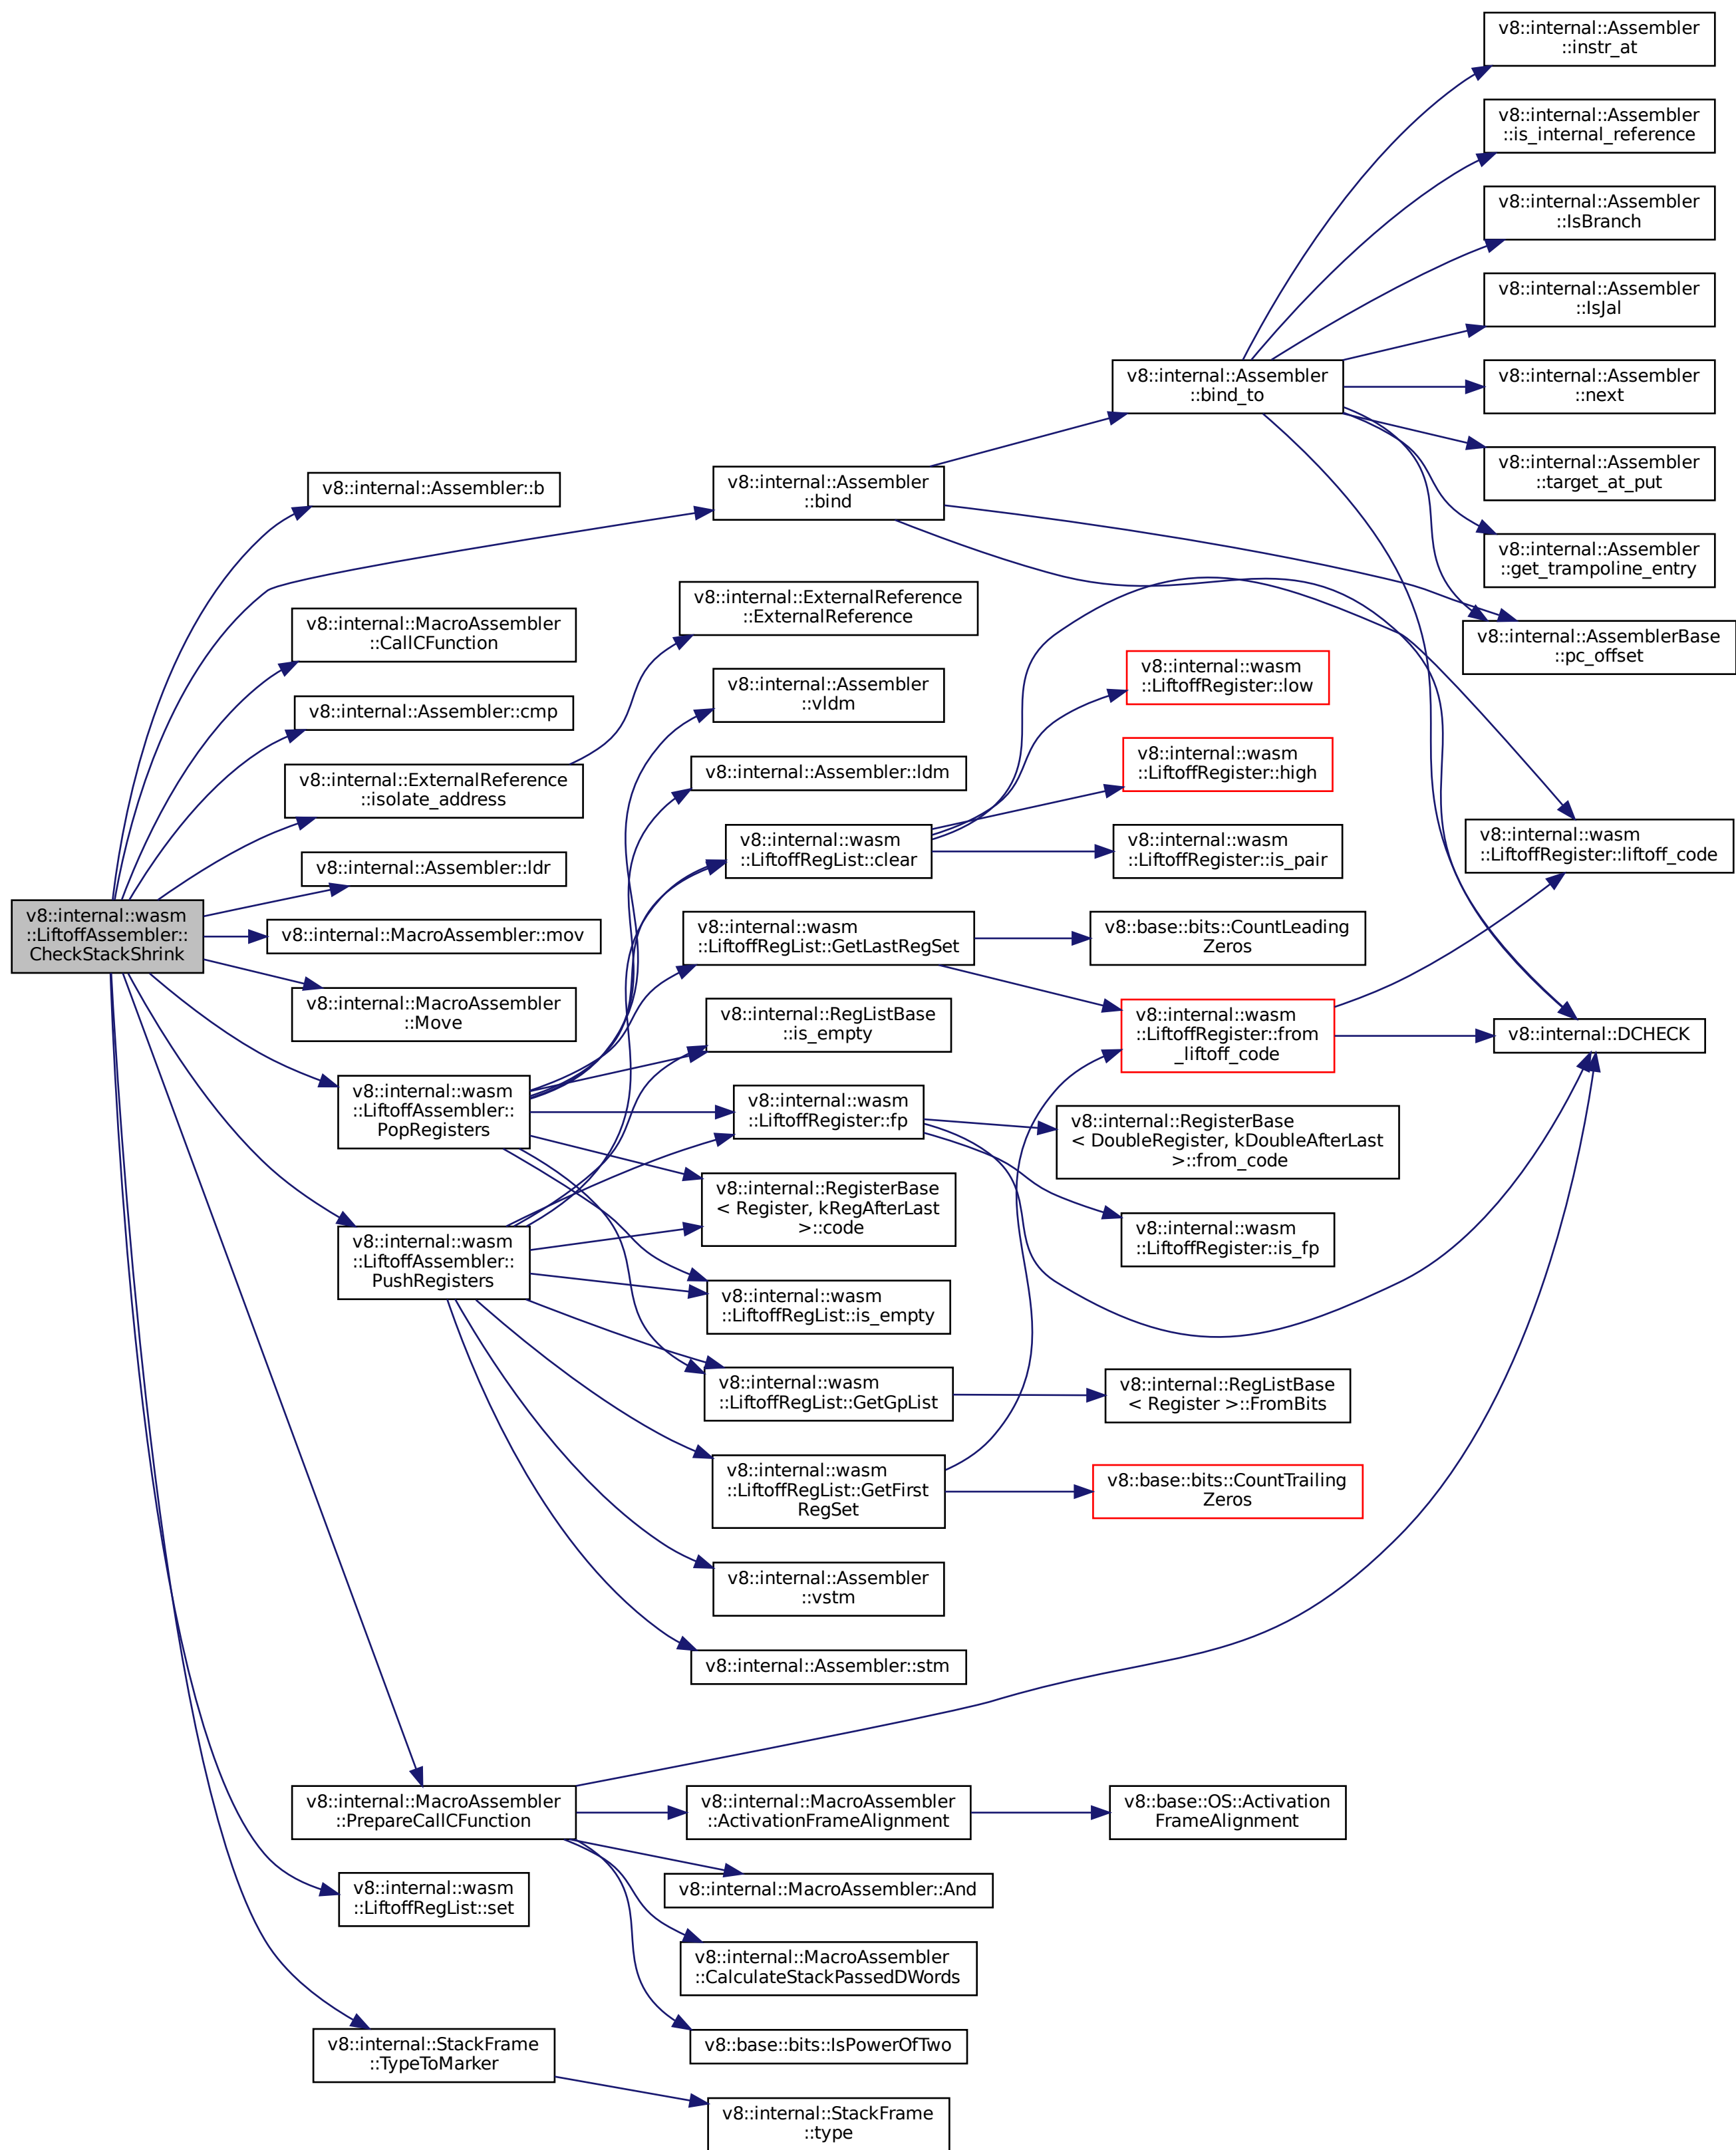 v8::internal::wasm
::LiftoffAssembler::
CheckStackShrink
v8::internal::Assembler::b
v8::internal::MacroAssembler
::CallCFunction
v8::internal::Assembler::cmp
v8::internal::ExternalReference
::isolate_address
v8::internal::Assembler::ldr
v8::internal::MacroAssembler::mov
v8::internal::MacroAssembler
::Move
v8::internal::wasm
::LiftoffAssembler::
PopRegisters
v8::internal::wasm
::LiftoffAssembler::
PushRegisters
v8::internal::MacroAssembler
::PrepareCallCFunction
v8::internal::wasm
::LiftoffRegList::set
v8::internal::StackFrame
::TypeToMarker
v8::internal::Assembler
::bind
v8::internal::ExternalReference
::ExternalReference
v8::internal::Assembler
::vldm
v8::internal::Assembler::ldm
v8::internal::wasm
::LiftoffRegList::clear
v8::internal::wasm
::LiftoffRegList::GetLastRegSet
v8::internal::RegListBase
::is_empty
v8::internal::wasm
::LiftoffRegister::fp
v8::internal::RegisterBase
< Register, kRegAfterLast
>::code
v8::internal::wasm
::LiftoffRegList::is_empty
v8::internal::wasm
::LiftoffRegList::GetGpList
v8::internal::wasm
::LiftoffRegList::GetFirst
RegSet
v8::internal::Assembler
::vstm
v8::internal::Assembler::stm
v8::internal::MacroAssembler
::ActivationFrameAlignment
v8::internal::MacroAssembler::And
v8::internal::MacroAssembler
::CalculateStackPassedDWords
v8::base::bits::IsPowerOfTwo
v8::internal::StackFrame
::type
v8::internal::Assembler
::bind_to
v8::internal::wasm
::LiftoffRegister::low
v8::internal::wasm
::LiftoffRegister::high
v8::internal::wasm
::LiftoffRegister::is_pair
v8::base::bits::CountLeading
Zeros
v8::internal::wasm
::LiftoffRegister::from
_liftoff_code
v8::internal::RegisterBase
< DoubleRegister, kDoubleAfterLast
>::from_code
v8::internal::wasm
::LiftoffRegister::is_fp
v8::internal::RegListBase
< Register >::FromBits
v8::base::bits::CountTrailing
Zeros
v8::base::OS::Activation
FrameAlignment
v8::internal::Assembler
::instr_at
v8::internal::Assembler
::is_internal_reference
v8::internal::Assembler
::IsBranch
v8::internal::Assembler
::IsJal
v8::internal::Assembler
::next
v8::internal::Assembler
::target_at_put
v8::internal::Assembler
::get_trampoline_entry
v8::internal::AssemblerBase
::pc_offset
v8::internal::wasm
::LiftoffRegister::liftoff_code
v8::internal::DCHECK